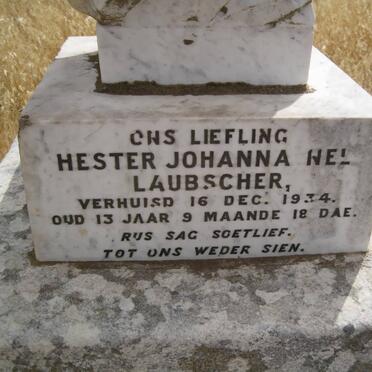 ONS LIEFLING
HESTER JOHANNA NEL
LAUBSCHER,
VERHUISD 16 DEC. 1934.
OUD 13 JAAR 9 MAANDE 18 DAE.
RUS SAG SOETLIEF.
TOT ONS WEDER SIEN.